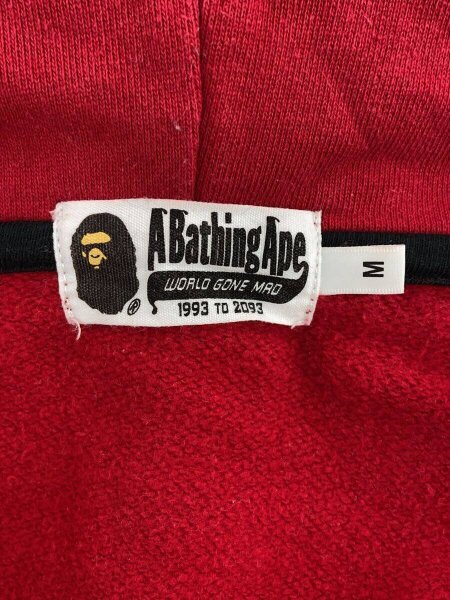 A Bathing Ape
®
WORLD GONE MAD
1993 TO 2093
M